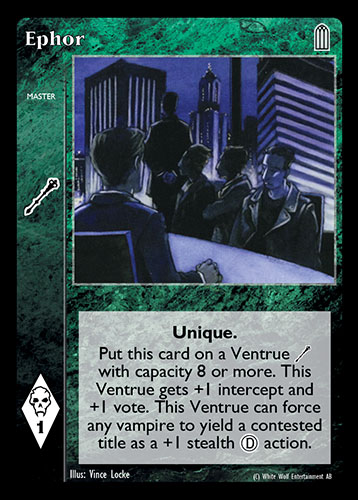 Ephor
MASTER
Unique.
Put this card on a Ventrue
with capacity 8 or more. This
Ventrue gets +1 intercept and
+1 vote. This Ventrue can force
any vampire to yield a contested
title as a +1 stealth Ⓓ action.
1
Illus: Vince Locke
(C) White Wolf Entertainment AB